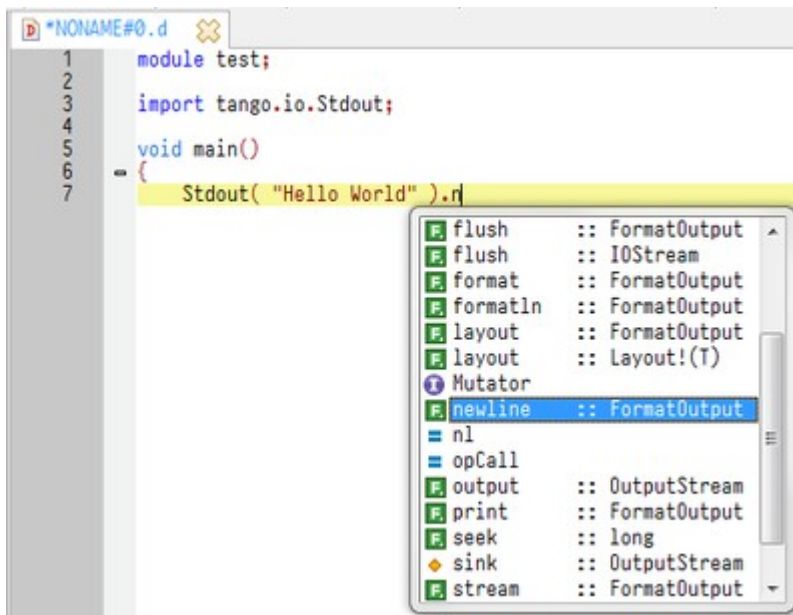 *NONAME#0.d
1 module test;
2
3 import tango.io.Stdout;
4
5 void main()
6 {
7 Stdout( "Hello World" ).n
flush :: FormatOutput
flush :: IOStream
format :: FormatOutput
formatln :: FormatOutput
layout :: FormatOutput
layout :: Layout!(T)
Mutator
newline :: FormatOutput
nl
opCall
output :: OutputStream
print :: FormatOutput
seek :: long
sink :: OutputStream
stream :: FormatOutput